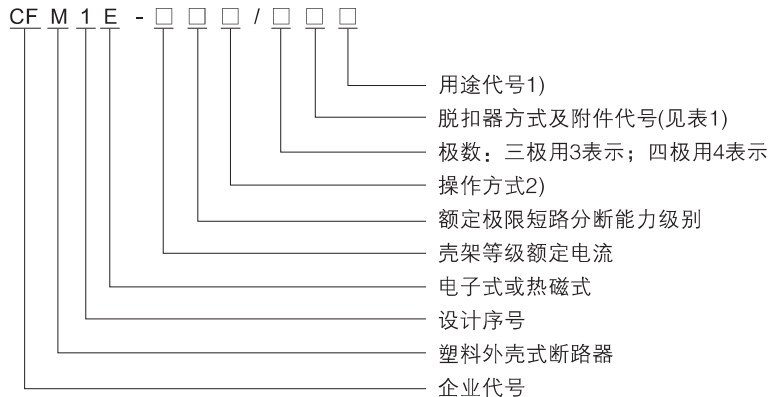 CF M 1 E - □ □ □ / □ □ □
用途代号1)
脱扣器方式及附件代号(见表1)
极数：三极用3表示；四极用4表示
操作方式2)
额定极限短路分断能力级别
壳架等级额定电流
电子式或热磁式
设计序号
塑料外壳式断路器
企业代号